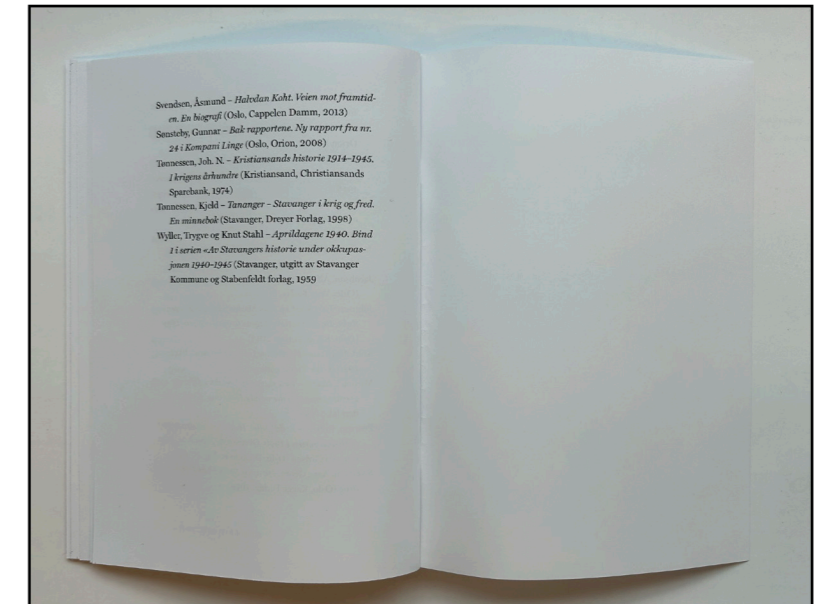 Svendsen, Åsmund – Halvdan Koht. Veien mot framtid-
en. En biografi (Oslo, Cappelen Damm, 2013)
Sønsteby, Gunnar – Bak rapportene. Ny rapport fra nr.
24 i Kompani Linge (Oslo, Orion, 2008)
Tønnessen, Joh. N. – Kristiansands historie 1914–1945.
I krigens århundre (Kristiansand, Christiansands
Sparebank, 1974)
Tønnessen, Kjeld – Tananger – Stavanger i krig og fred.
En minnebok (Stavanger, Dreyer Forlag, 1998)
Wyller, Trygve og Knut Stahl – Aprildagene 1940. Bind
I i serien «Av Stavangers historie under okkupas-
jonen 1940–1945 (Stavanger, utgitt av Stavanger
Kommune og Stabenfeldt forlag, 1959